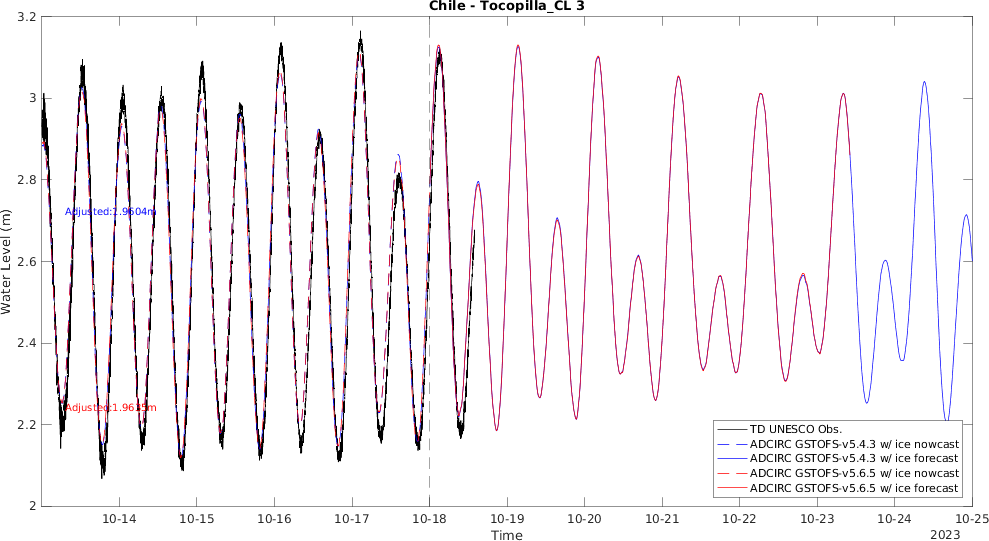 Chile - Tocopilla_CL 3
3.2
3
2.8
2.6
2.4
2.2
2
Water Level (m)
Adjusted:1.9604m
Adjusted:1.9635m
TD UNESCO Obs.
ADCIRC GSTOFS-v5.4.3 w/ ice nowcast
ADCIRC GSTOFS-v5.4.3 w/ ice forecast
ADCIRC GSTOFS-v5.6.5 w/ ice nowcast
ADCIRC GSTOFS-v5.6.5 w/ ice forecast
10-14 10-15 10-16 10-17 10-18 10-19 10-20 10-21 10-22 10-23 10-24 10-25
Time
2023